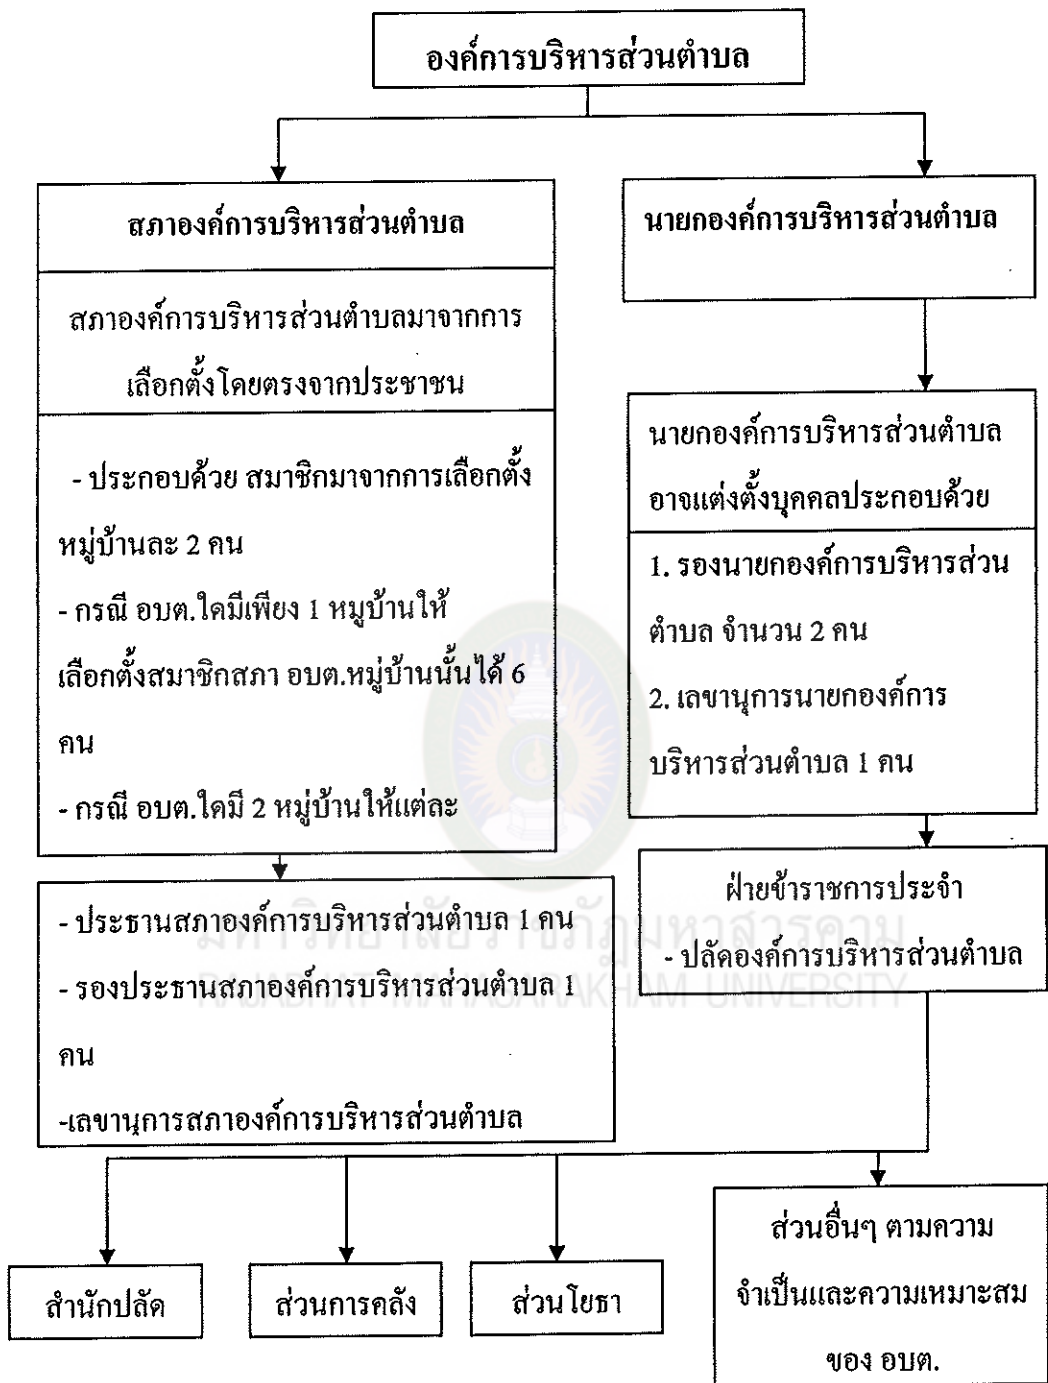 องค์การบริหารส่วนตำบล
สภาองค์การบริหารส่วนตำบล
สภาองค์การบริหารส่วนตำบลมาจากการ
เลือกตั้งโดยตรงจากประชาชน
- ประกอบด้วย สมาชิกมาจากการเลือกตั้ง
หมู่บ้านละ 2 คน
- กรณี อบต.ใดมีเพียง 1 หมูบ้านให้
เลือกตั้งสมาชิกสภา อบต.หมู่บ้านนั้นได้ 6
คน
- กรณี อบต.ใดมี 2 หมู่บ้านให้แต่ละ
- ประธานสภาองค์การบริหารส่วนตำบล 1 คน
- รองประธานสภาองค์การบริหารส่วนตำบล 1
คน
-เลขานุการสภาองค์การบริหารส่วนตำบล
นายกองค์การบริหารส่วนตำบล
นายกองค์การบริหารส่วนตำบล
อาจแต่งตั้งบุคคลประกอบด้วย
1. รองนายกองค์การบริหารส่วน
ตำบล จำนวน 2 คน
2. เลขานุการนายกองค์การ
บริหารส่วนตำบล 1 คน
ฝ่ายข้าราชการประจำ
- ปลัดองค์การบริหารส่วนตำบล
มหาวิทยาลัยราชภัฏมหาสารคาม
RAJABHAT MAHASARAKHAM UNIVERSITY
สำนักปลัด
ส่วนการคลัง
ส่วนโยธา
ส่วนอื่นๆ ตามความ
จำเป็นและความเหมาะสม
ของ อบต.